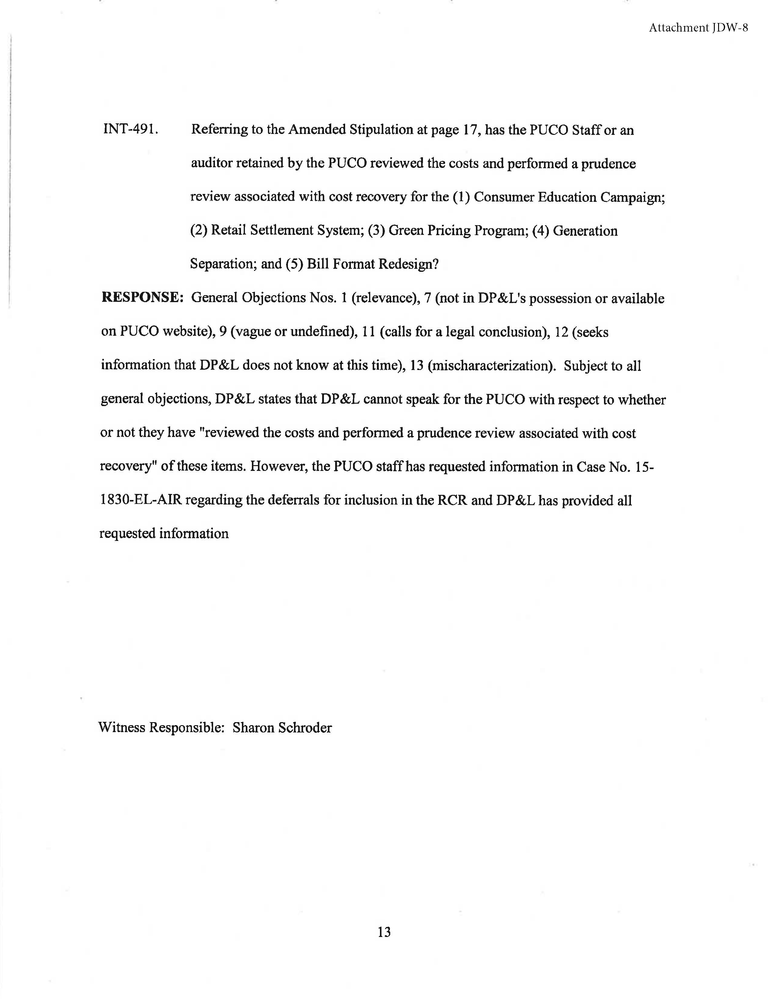 Attachment JDW-8
INT-491. Referring to the Amended Stipulation at page 17, has the PUCO Staff or an
auditor retained by the PUCO reviewed the costs and performed a prudence
review associated with cost recovery for the (1) Consumer Education Campaign;
(2) Retail Settlement System; (3) Green Pricing Program; (4) Generation
Separation; and (5) Bill Format Redesign?
RESPONSE: General Objections Nos. 1 (relevance), 7 (not in DP&L's possession or available
on PUCO website), 9 (vague or undefined), 11 (calls for a legal conclusion), 12 (seeks
information that DP&L does not know at this time), 13 (mischaracterization). Subject to all
general objections, DP&L states that DP&L cannot speak for the PUCO with respect to whether
or not they have "reviewed the costs and performed a prudence review associated with cost
recovery" of these items. However, the PUCO staff has requested information in Case No. 15-
1830-EL-AIR regarding the deferrals for inclusion in the RCR and DP&L has provided all
requested information
Witness Responsible: Sharon Schroder
13